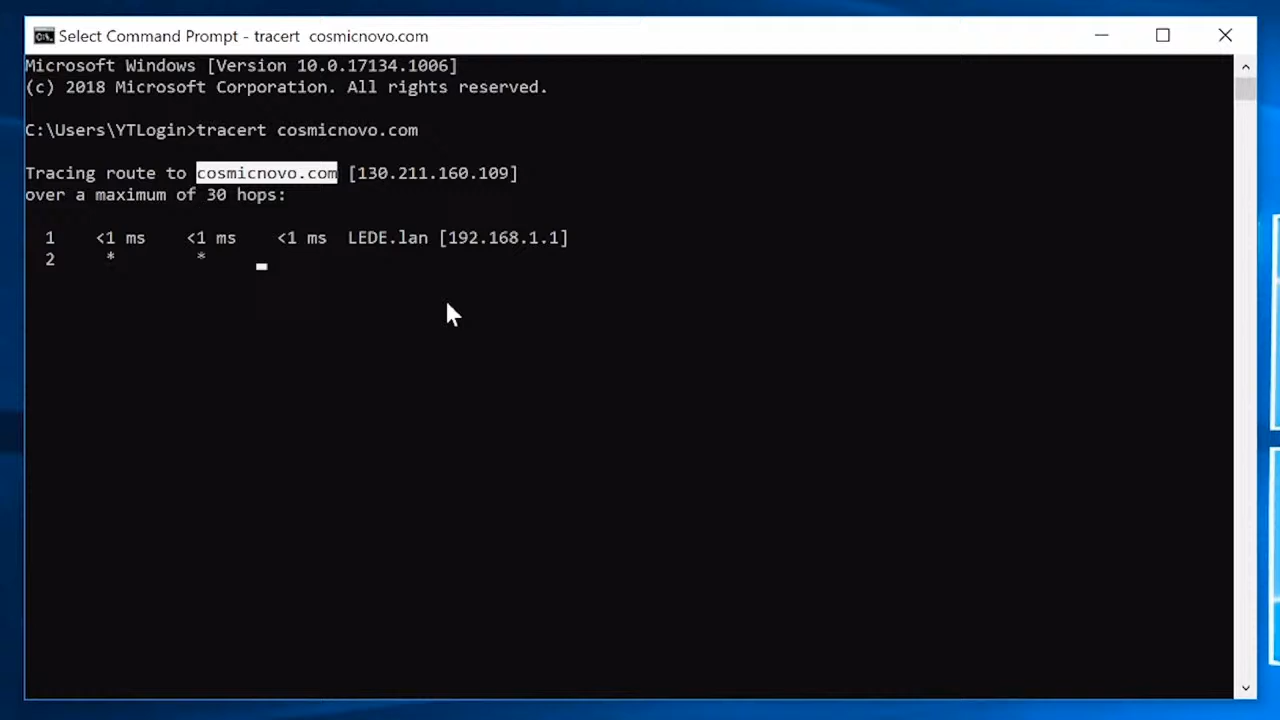 Select Command Prompt - tracert  cosmicnovo.com
Microsoft Windows [Version 10.0.17134.1006]
(c) 2018 Microsoft Corporation. All rights reserved.
C:\Users\YTLogin>tracert cosmicnovo.com
Tracing route to cosmicnovo.com [130.211.160.109]
over a maximum of 30 hops:
  1    <1 ms    <1 ms    <1 ms  LEDE.lan [192.168.1.1]
  2     *        *